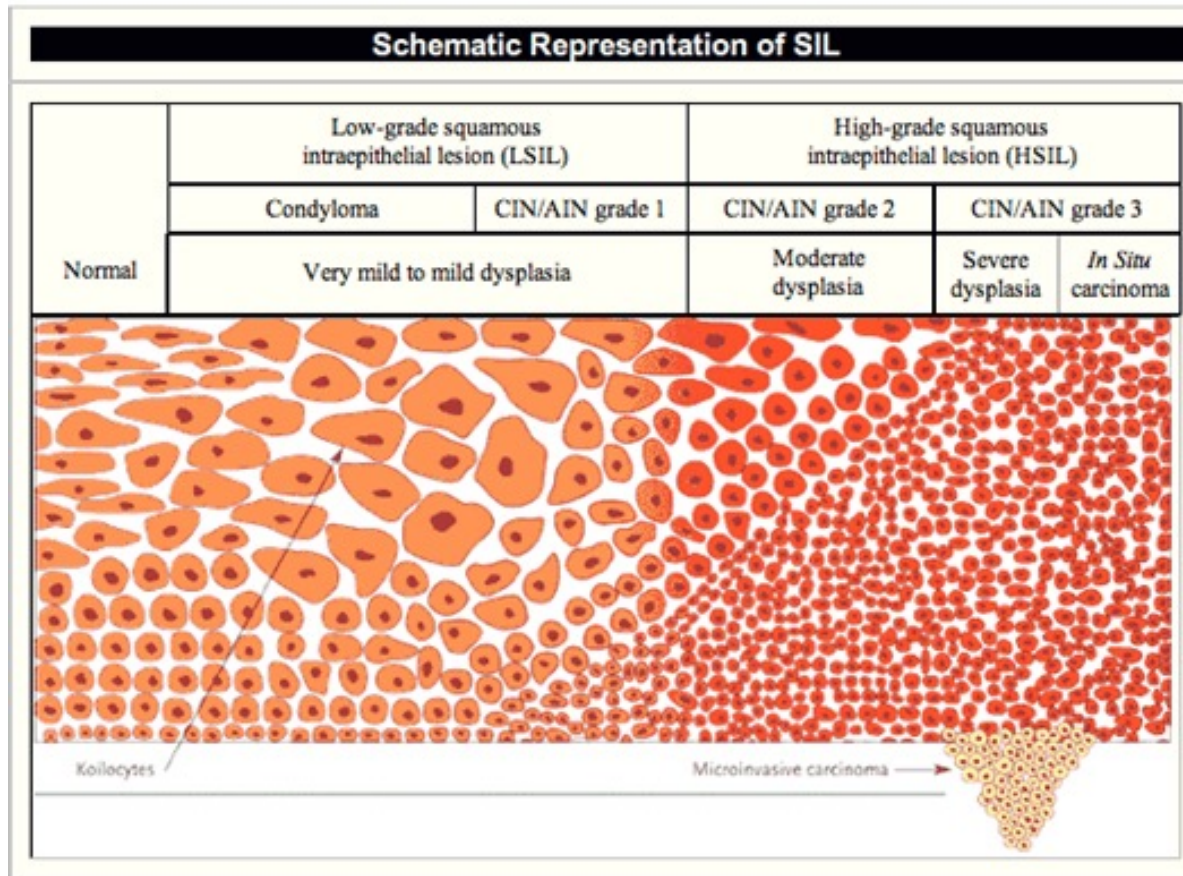 Schematic Representation of SIL
Low-grade squamous
intraepithelial lesion (LSIL)
High-grade squamous
intraepithelial lesion (HSIL)
Condyloma
CIN/AIN grade 1
CIN/AIN grade 2
CIN/AIN grade 3
Normal
Very mild to mild dysplasia
Moderate
dysplasia
Severe
dysplasia
In Situ
carcinoma
Koilocytes
Microinvasive carcinoma